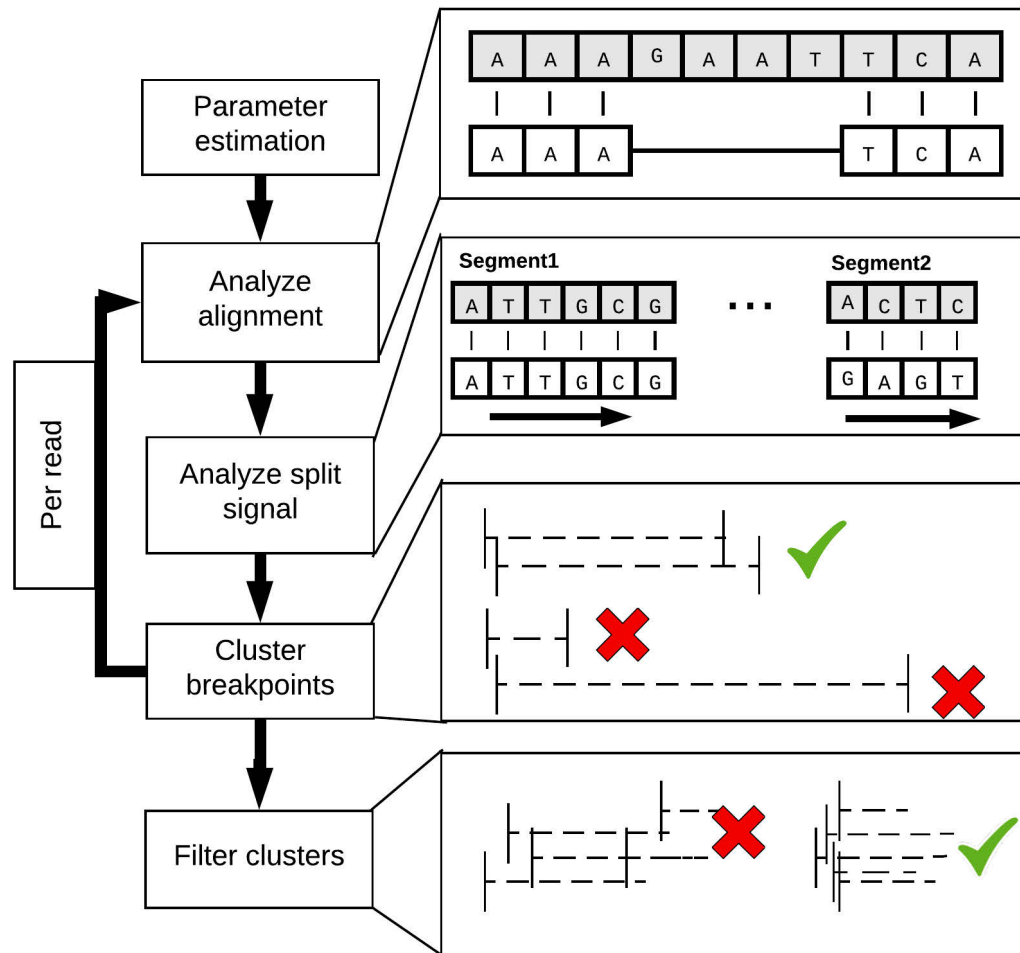 Parameter
estimation
Analyze
alignment
Analyze split
signal
Cluster
breakpoints
Filter clusters
Per read
A A A G A A T T C A
A A A T C A
Segment1
Segment2
A T T G C G
A C T C
A T T G C G
G A G T
...